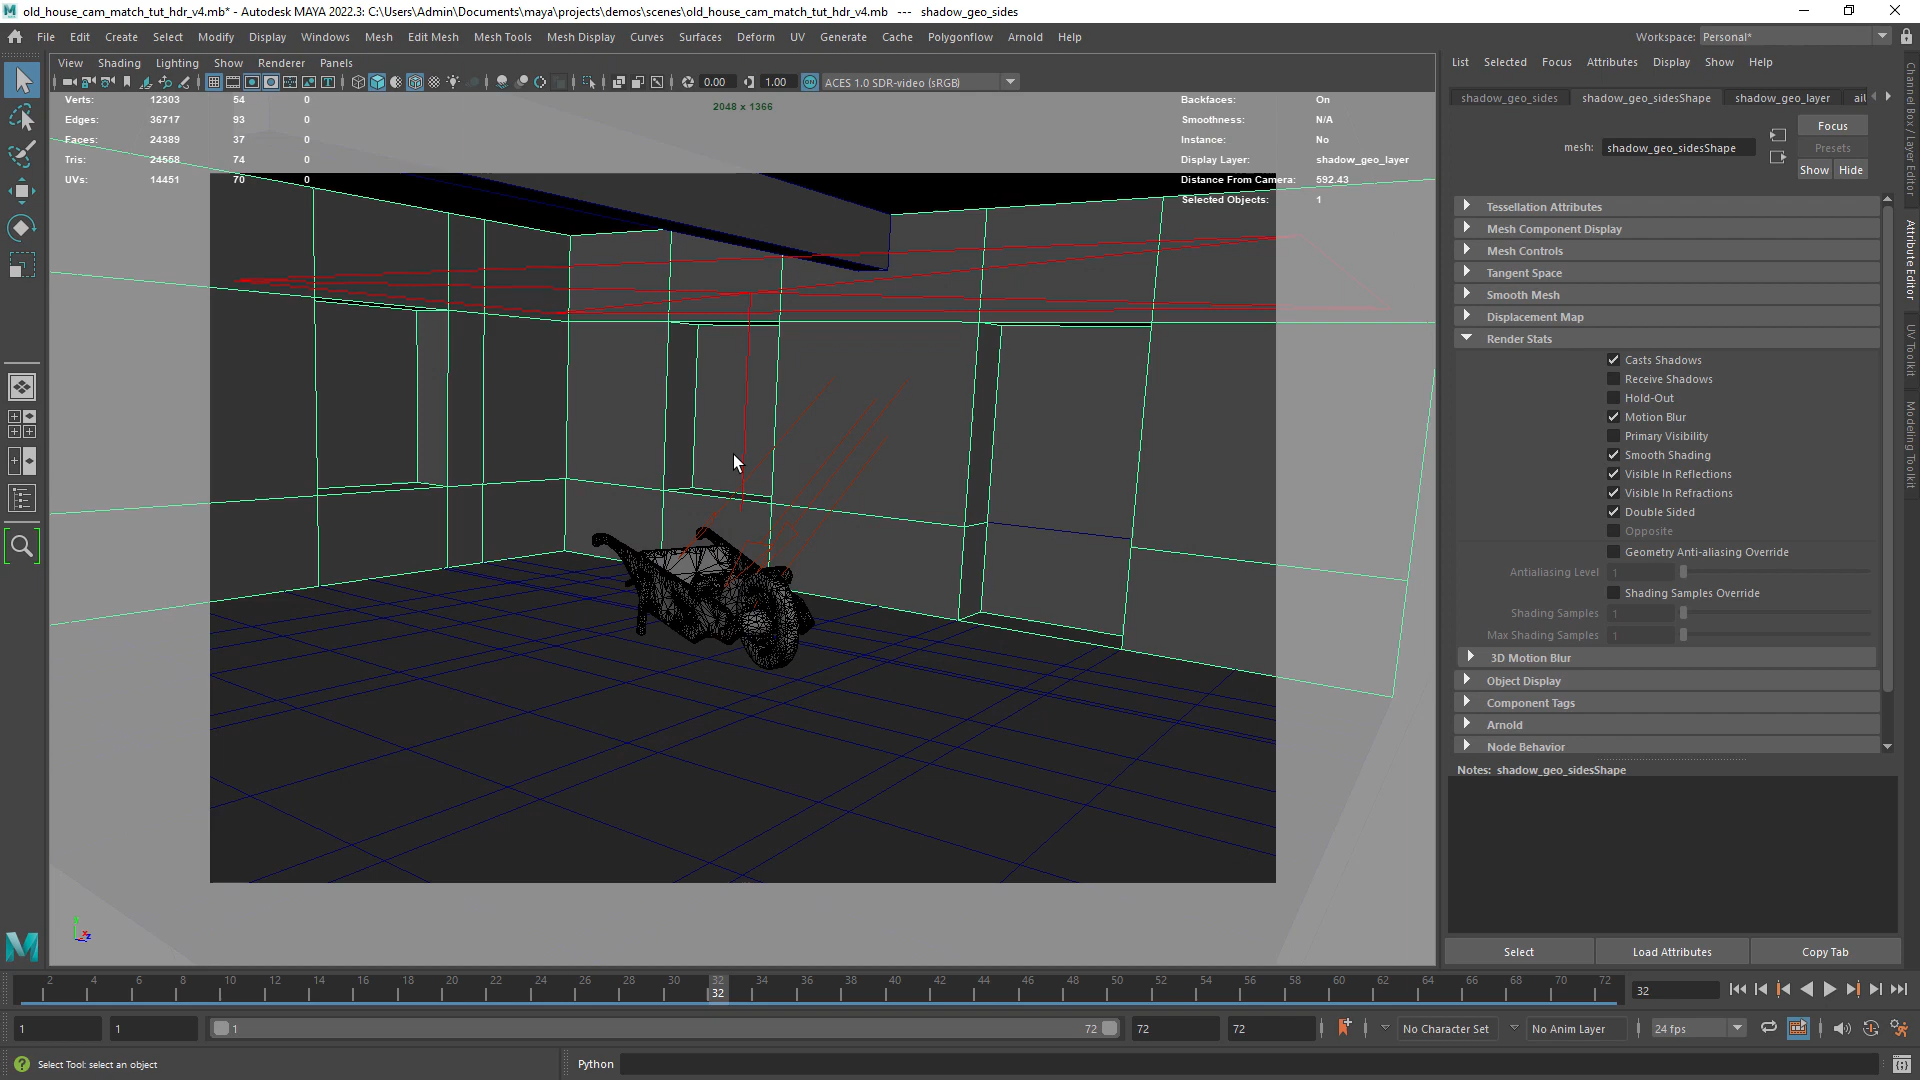 old_house_cam_match_tut_hdr_v4.mb* - Autodesk MAYA 2022.3: C:\Users\Admin\Documents\maya\projects\demos\scenes\old_house_cam_match_tut_hdr_v4.mb --- shadow_geo_sides
File Edit Create Select Modify Display Windows Mesh Edit Mesh Mesh Tools Mesh Display Curves Surfaces Deform UV Generate Cache Polygonflow Arnold Help
Workspace: Personal*
View Shading Lighting Show Renderer Panels
List Selected Focus Attributes Display Show Help
0.00 1.00 ACES 1.0 SDR-video (sRGB)
Verts: 12303 54 0
Edges: 36717 93 0
Faces: 24389 37 0
Tris: 24558 74 0
UVs: 14451 70 0
2048 x 1366
Backfaces: On
Smoothness: N/A
Instance: No
Display Layer: shadow_geo_layer
Distance From Camera: 592.43
Selected Objects: 1
shadow_geo_sides shadow_geo_sidesShape shadow_geo_layer ail
mesh: shadow_geo_sidesShape
Focus
Presets
Show Hide
Tessellation Attributes
Mesh Component Display
Mesh Controls
Tangent Space
Smooth Mesh
Displacement Map
Render Stats
Casts Shadows
Receive Shadows
Hold-Out
Motion Blur
Primary Visibility
Smooth Shading
Visible In Reflections
Visible In Refractions
Double Sided
Opposite
Geometry Anti-aliasing Override
Antialiasing Level 1
Shading Samples Override
Shading Samples 1
Max Shading Samples 1
3D Motion Blur
Object Display
Component Tags
Arnold
Node Behavior
Notes: shadow_geo_sidesShape
Select Load Attributes Copy Tab
Channel Box / Layer Editor
Attribute Editor
UV Toolkit
Modeling Toolkit
2 4 6 8 10 12 14 16 18 20 22 24 26 28 30 32 34 36 38 40 42 44 46 48 50 52 54 56 58 60 62 64 66 68 70 72
32
32
1 1 1 72 72 72 No Character Set No Anim Layer 24 fps
Select Tool: select an object
Python